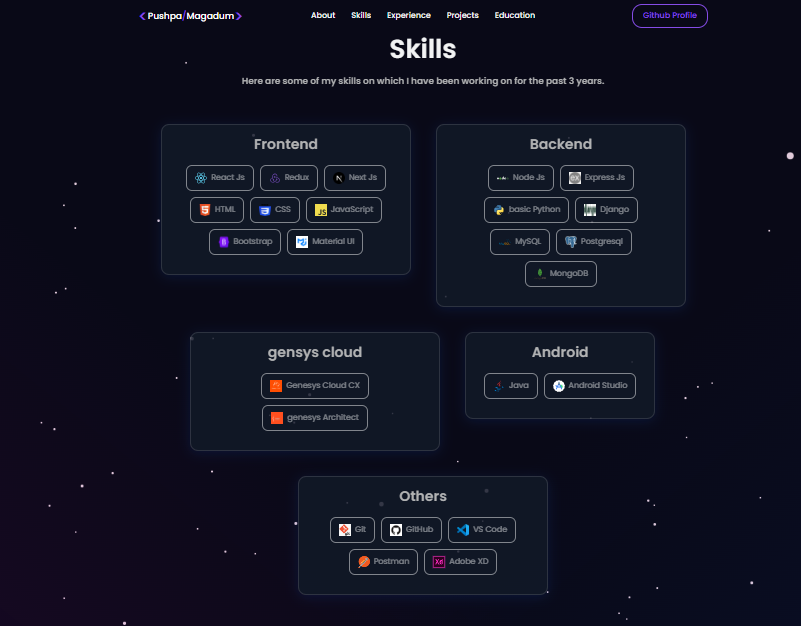 < Pushpa/Magadum > About Skills Experience Projects Education Github Profile
Skills
Here are some of my skills on which I have been working on for the past 3 years.
Frontend
React Js Redux Next Js
HTML CSS JavaScript
Bootstrap Material UI
Backend
Node Js Express Js
basic Python Django
MySQL Postgresql
MongoDB
gensys cloud
Genesys Cloud CX
genesys Architect
Android
Java Android Studio
Others
Git GitHub VS Code
Postman Adobe XD